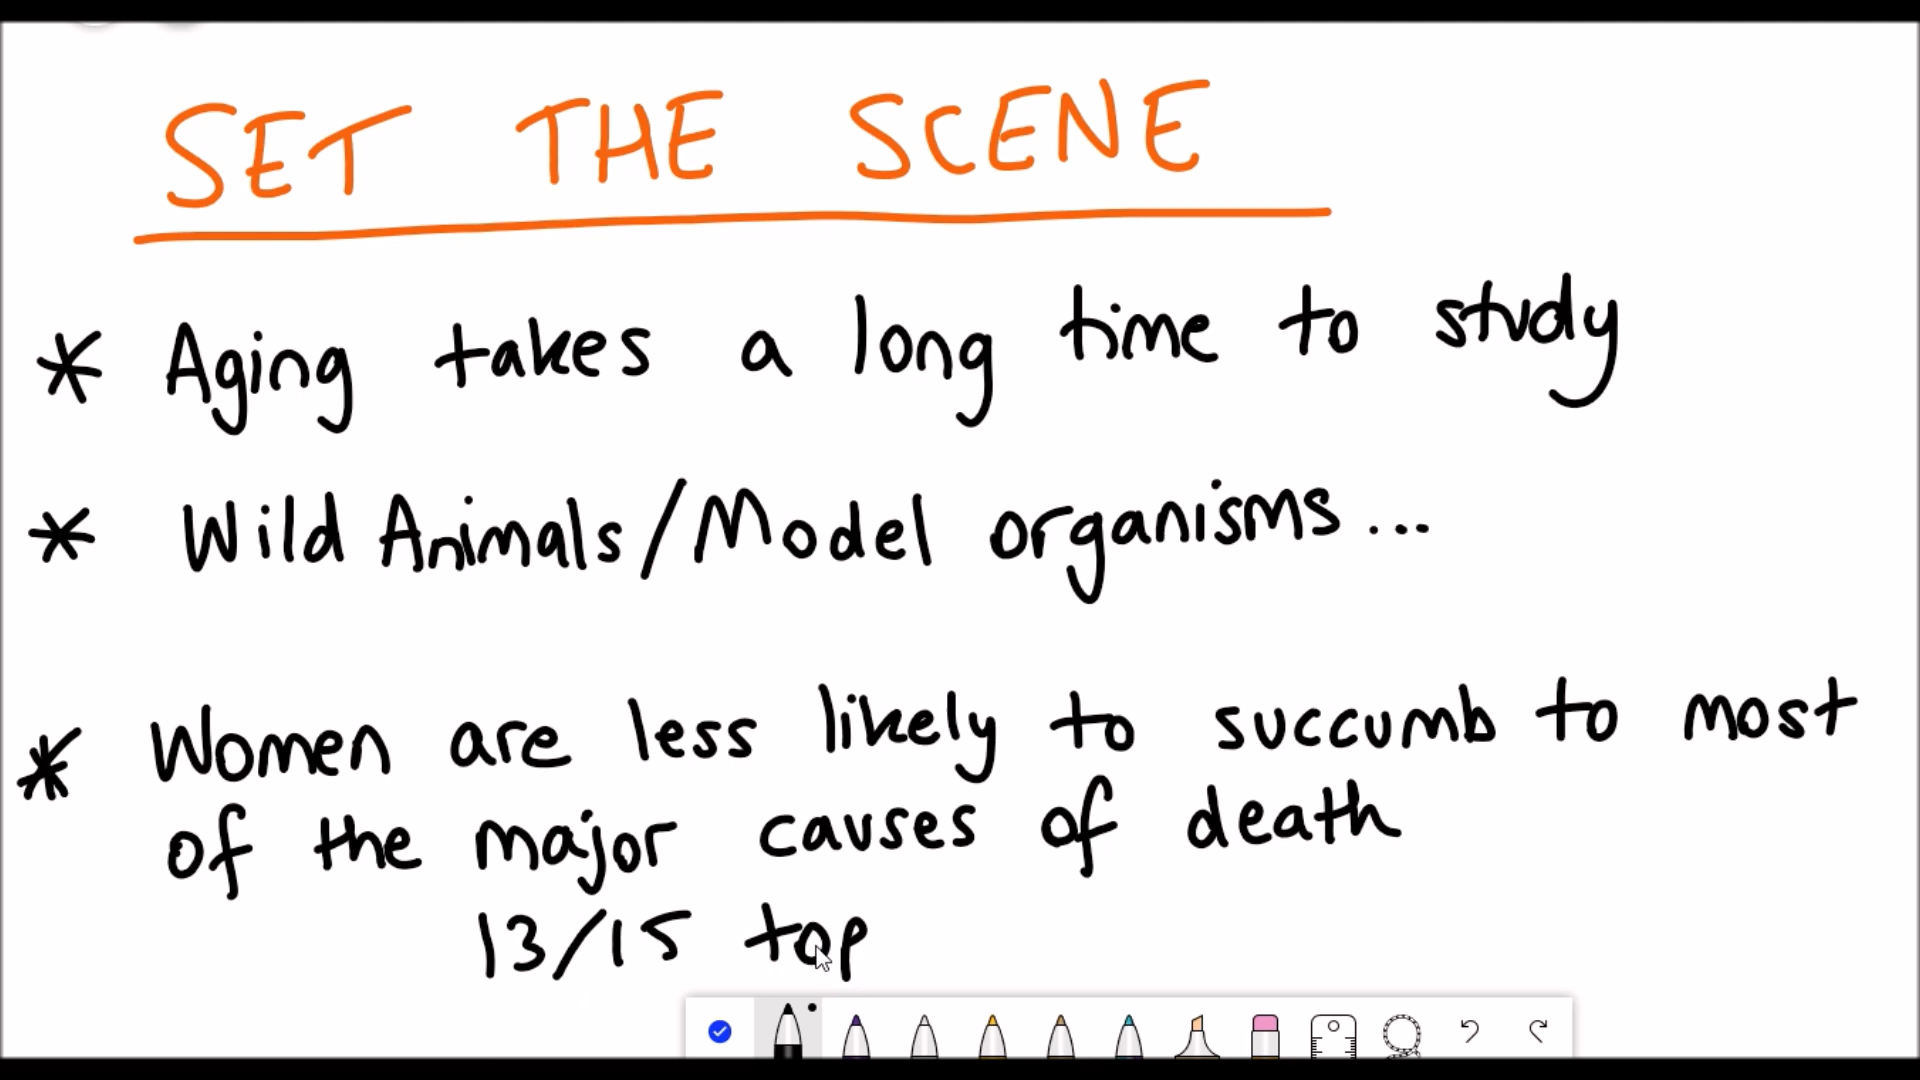 SET THE SCENE
* Aging takes a long time to study
* Wild Animals/Model organisms...
* Women are less likely to succumb to most
of the major causes of death
13/15 top